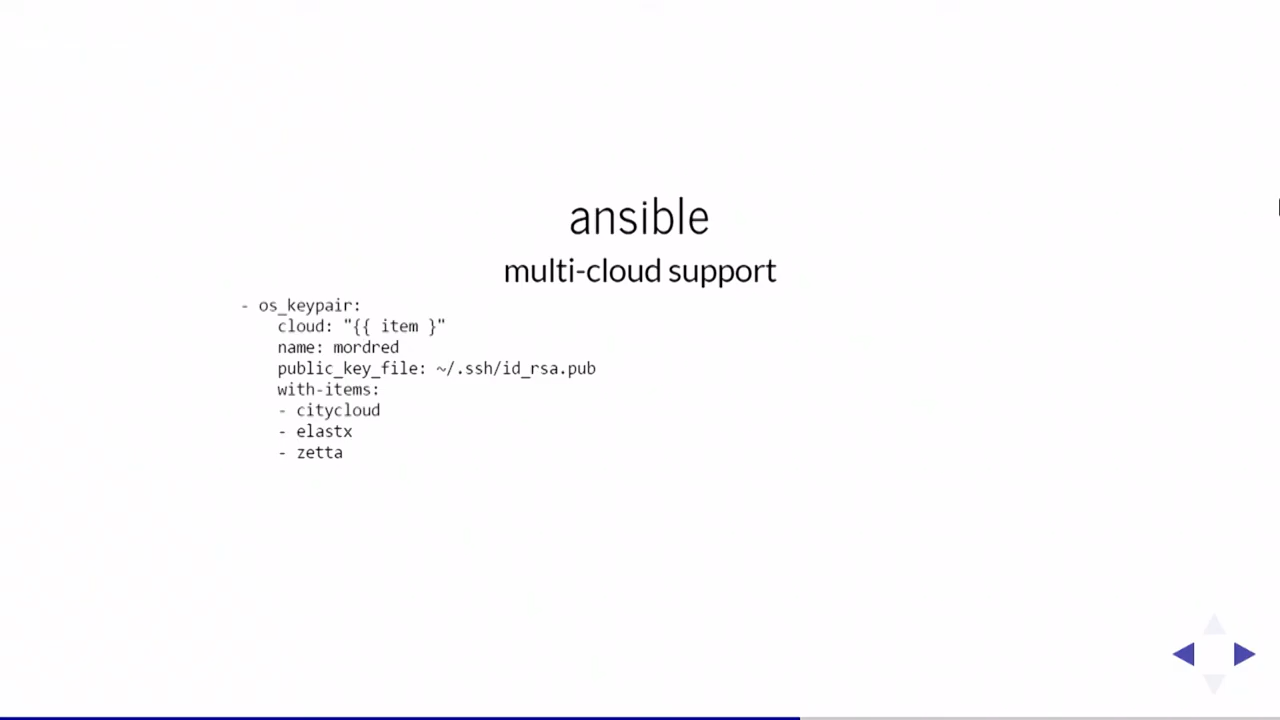 ansible
multi-cloud support
- os_keypair:
    cloud: "{{ item }"
    name: mordred
    public_key_file: ~/.ssh/id_rsa.pub
    with-items:
    - citycloud
    - elastx
    - zetta